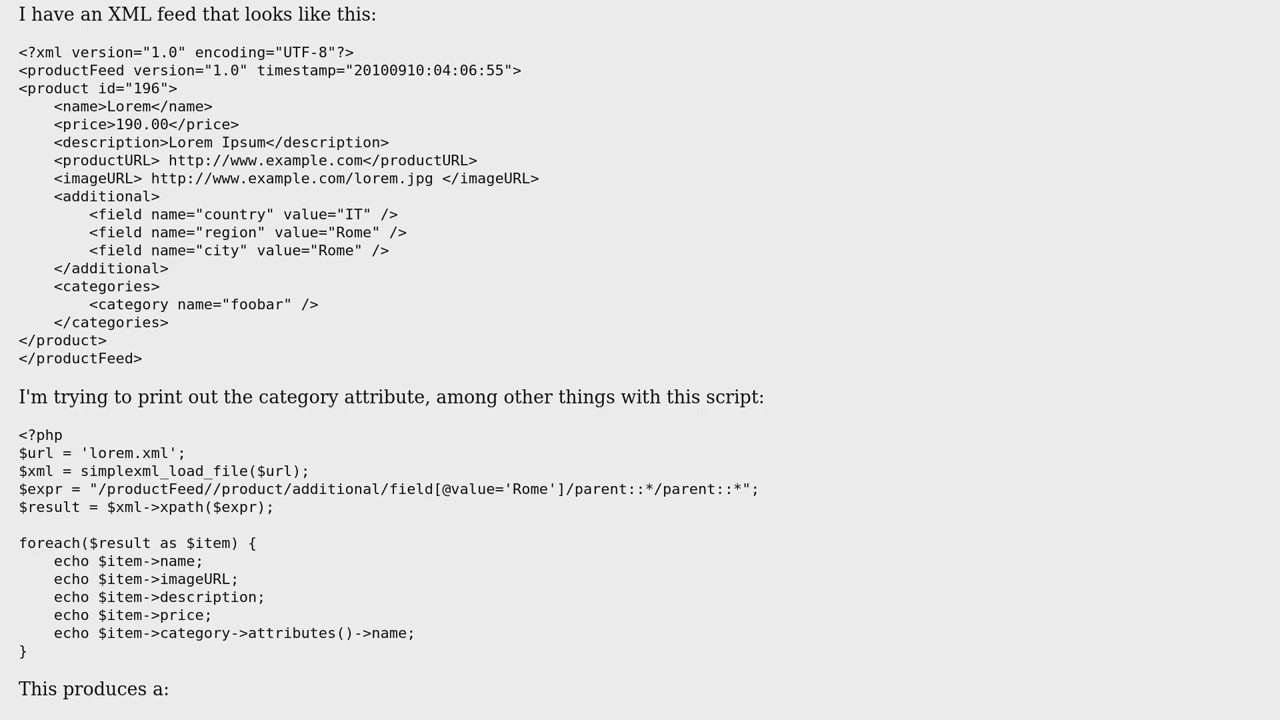 I have an XML feed that looks like this:
<?xml version="1.0" encoding="UTF-8"?>
<productFeed version="1.0" timestamp="20100910:04:06:55">
<product id="196">
    <name>Lorem</name>
    <price>190.00</price>
    <description>Lorem Ipsum</description>
    <productURL> http://www.example.com</productURL>
    <imageURL> http://www.example.com/lorem.jpg </imageURL>
    <additional>
        <field name="country" value="IT" />
        <field name="region" value="Rome" />
        <field name="city" value="Rome" />
    </additional>
    <categories>
        <category name="foobar" />
    </categories>
</product>
</productFeed>
I'm trying to print out the category attribute, among other things with this script:
<?php
$url = 'lorem.xml';
$xml = simplexml_load_file($url);
$expr = "/productFeed//product/additional/field[@value='Rome']/parent::*/parent::*";
$result = $xml->xpath($expr);

foreach($result as $item) {
    echo $item->name;
    echo $item->imageURL;
    echo $item->description;
    echo $item->price;
    echo $item->category->attributes()->name;
}
This produces a: